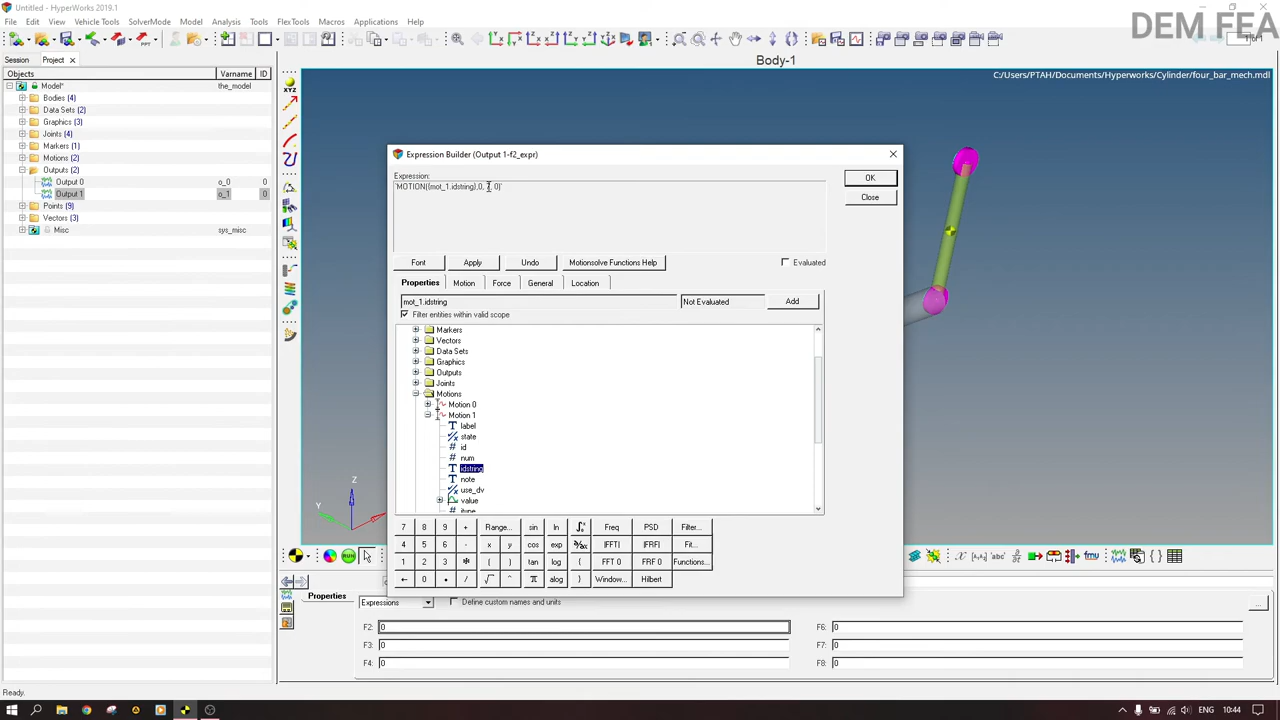 Untitled - HyperWorks 2019.1
DEM FEA
File Edit View Vehicle Tools SolverMode Model Analysis Tools FlexTools Macros Applications Help
Session Project
Objects Varname ID
Model* the_model
Bodies (4)
Data Sets (2)
Graphics (3)
Joints (4)
Markers (1)
Motions (2)
Outputs (2)
Output 0 o_0 0
Output 1 o_1 0
Points (9)
Vectors (3)
Misc sys_misc
Body-1
C:/Users/PTAH/Documents/Hyperworks/Cylinder/four_bar_mech.mdl
Expression Builder (Output 1-f2_expr)
Expression:
OK
Close
Font Apply Undo Motionsolve Functions Help Evaluated
Properties Motion Force General Location
mot_1.idstring Not Evaluated Add
Filter entities within valid scope
Markers
Vectors
Data Sets
Graphics
Outputs
Joints
Motions
Motion 0
Motion 1
label
state
id
num
idstring
note
use_dv
value
itype
7 8 9 + Range... sin ln Freq PSD Filter...
4 5 6 - x y cos exp |FFT| |FRF| Fit...
1 2 3 * { } tan log ( FFT 0 FRF 0 Functions...
← 0 . / √ ^ π alog ) Window... Hilbert
Z
Y
Properties Expressions Define custom names and units ...
F2: 0 F6: 0
F3: 0 F7: 0
F4: 0 F8: 0
Ready.
ENG 10:44